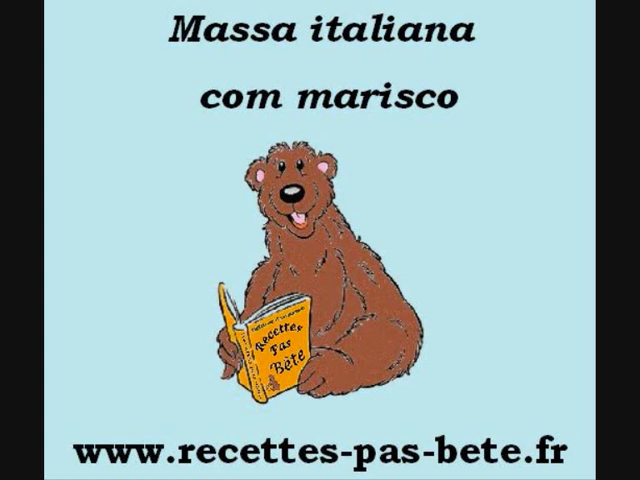 Massa italiana
com marisco
Recettes
Pas
Bête
www.recettes-pas-bete.fr